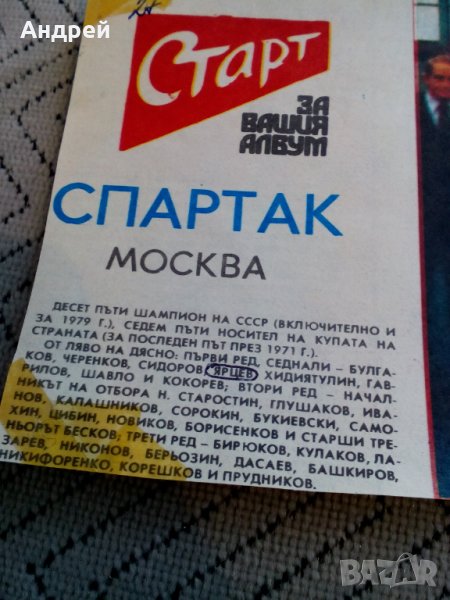 Андрей
Старт
ЗА
ВАШИЯ
АЛБУМ
СПАРТАК
МОСКВА
ДЕСЕТ ПЪТИ ШАМПИОН НА СССР (ВКЛЮЧИТЕЛНО И
ЗА 1979 Г.), СЕДЕМ ПЪТИ НОСИТЕЛ НА КУПАТА НА
СТРАНАТА (ЗА ПОСЛЕДЕН ПЪТ ПРЕЗ 1971 Г.).
ОТ ЛЯВО НА ДЯСНО: ПЪРВИ РЕД, СЕДНАЛИ – БУЛГА-
КОВ, ЧЕРЕНКОВ, СИДОРОВ, ЯРЦЕВ, ХИДИЯТУЛИН, ГАВ-
РИЛОВ, ШАВЛО И КОКОРЕВ; ВТОРИ РЕД – НАЧАЛ-
НИКЪТ НА ОТБОРА Н. СТАРОСТИН, ГЛУШАКОВ, ИВА-
НОВ, КАЛАШНИКОВ, СОРОКИН, БУКИЕВСКИ, САМО-
ХИН, ЦИБИН, НОВИКОВ, БОРИСЕНКОВ И СТАРШИ ТРЕ-
НЬОРЪТ БЕСКОВ; ТРЕТИ РЕД – БИРЮКОВ, КУЛАКОВ, ЛА-
ЗАРЕВ, НИКОНОВ, БЕРЬОЗИН, ДАСАЕВ, БАШКИРОВ,
НИКИФОРЕНКО, КОРЕШКОВ И ПРУДНИКОВ.
BAZAR